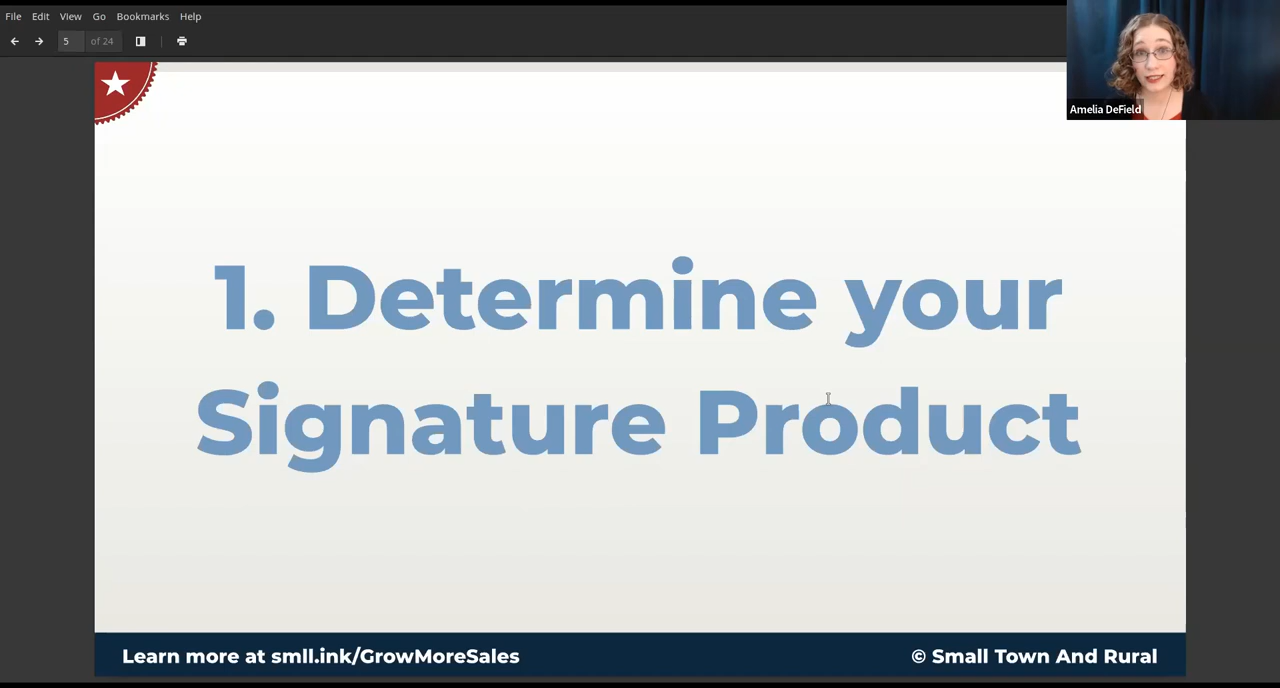 File Edit View Go Bookmarks Help
5 of 24
Amelia DeField
1. Determine your
Signature Product
Learn more at smll.ink/GrowMoreSales
© Small Town And Rural